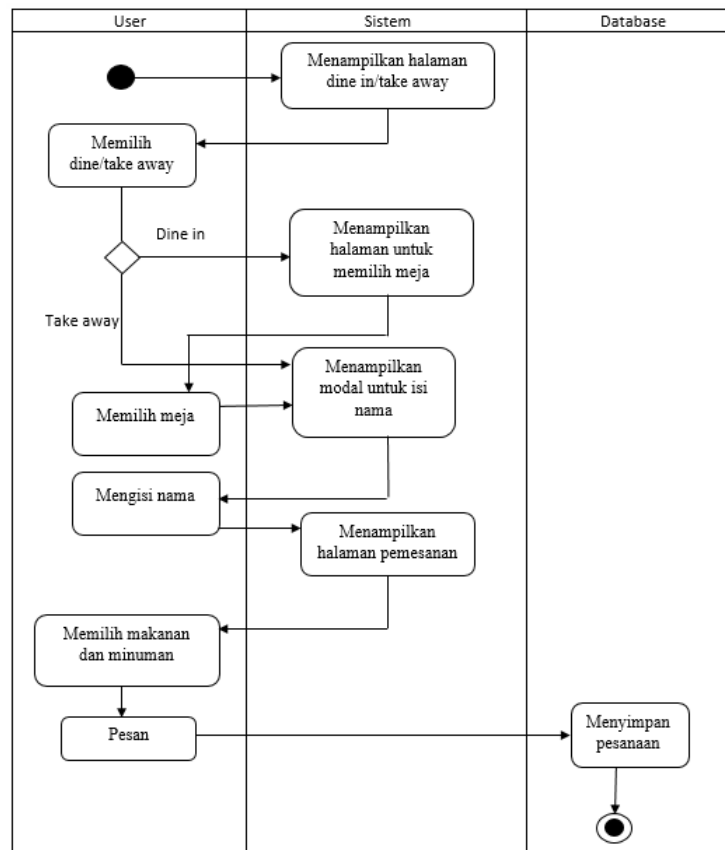 User
Sistem
Database
Menampilkan halaman
dine in/take away
Memilih
dine/take away
Dine in
Menampilkan
halaman untuk
memilih meja
Take away
Menampilkan
modal untuk isi
nama
Memilih meja
Mengisi nama
Menampilkan
halaman pemesanan
Memilih makanan
dan minuman
Pesan
Menyimpan
pesanaan